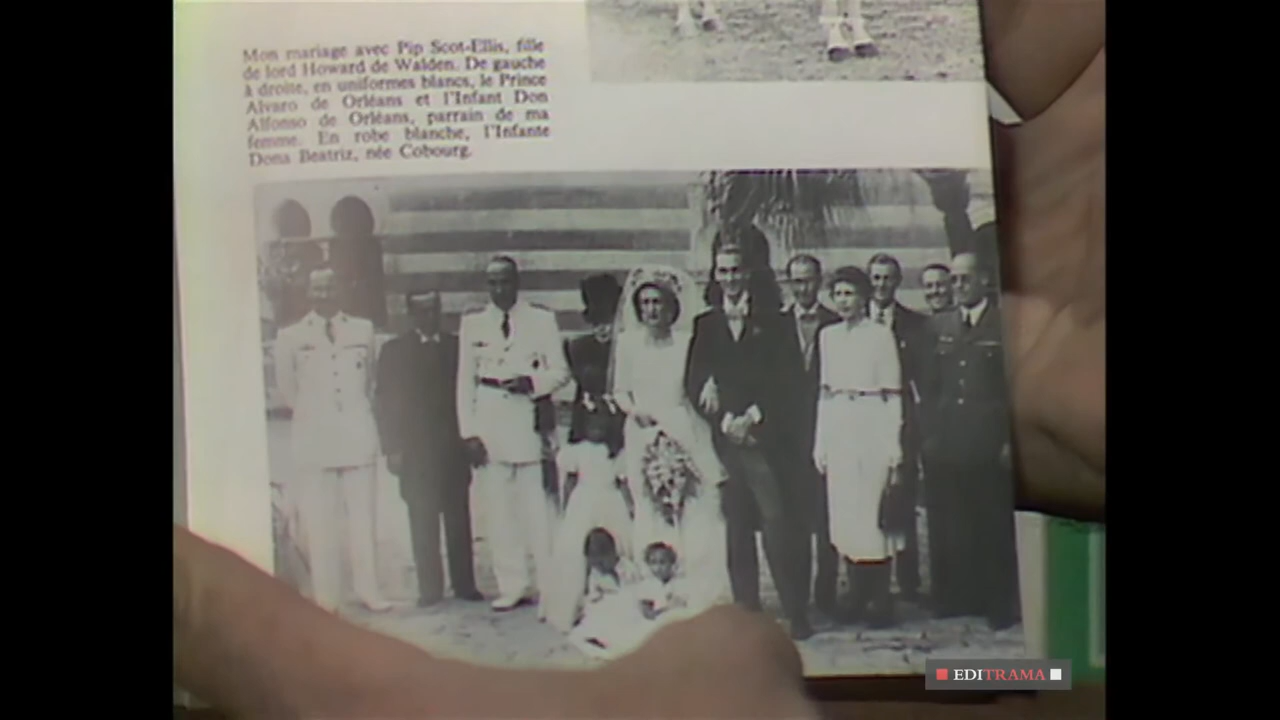 Mon mariage avec Pip Scot-Ellis, fille
de lord Howard de Walden. De gauche
à droite, en uniformes blancs, le Prince
Alvaro de Orléans et l'Infant Don
Alfonso de Orléans, parrain de ma
femme. En robe blanche, l'Infante
Dona Beatriz, née Cobourg.
EDITRAMA